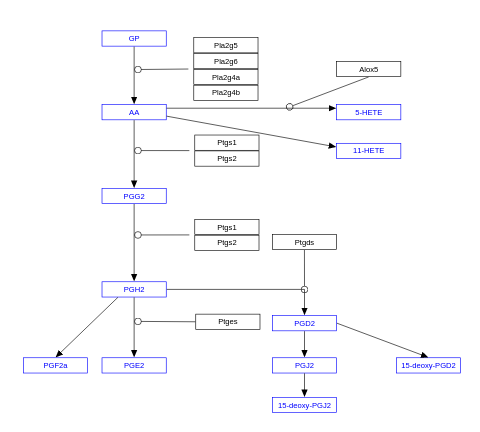 GP
Pla2g5
Pla2g6
Pla2g4a
Pla2g4b
Alox5
AA
5-HETE
11-HETE
Ptgs1
Ptgs2
PGG2
Ptgs1
Ptgs2
Ptgds
PGH2
Ptges
PGD2
PGF2a
PGE2
PGJ2
15-deoxy-PGD2
15-deoxy-PGJ2